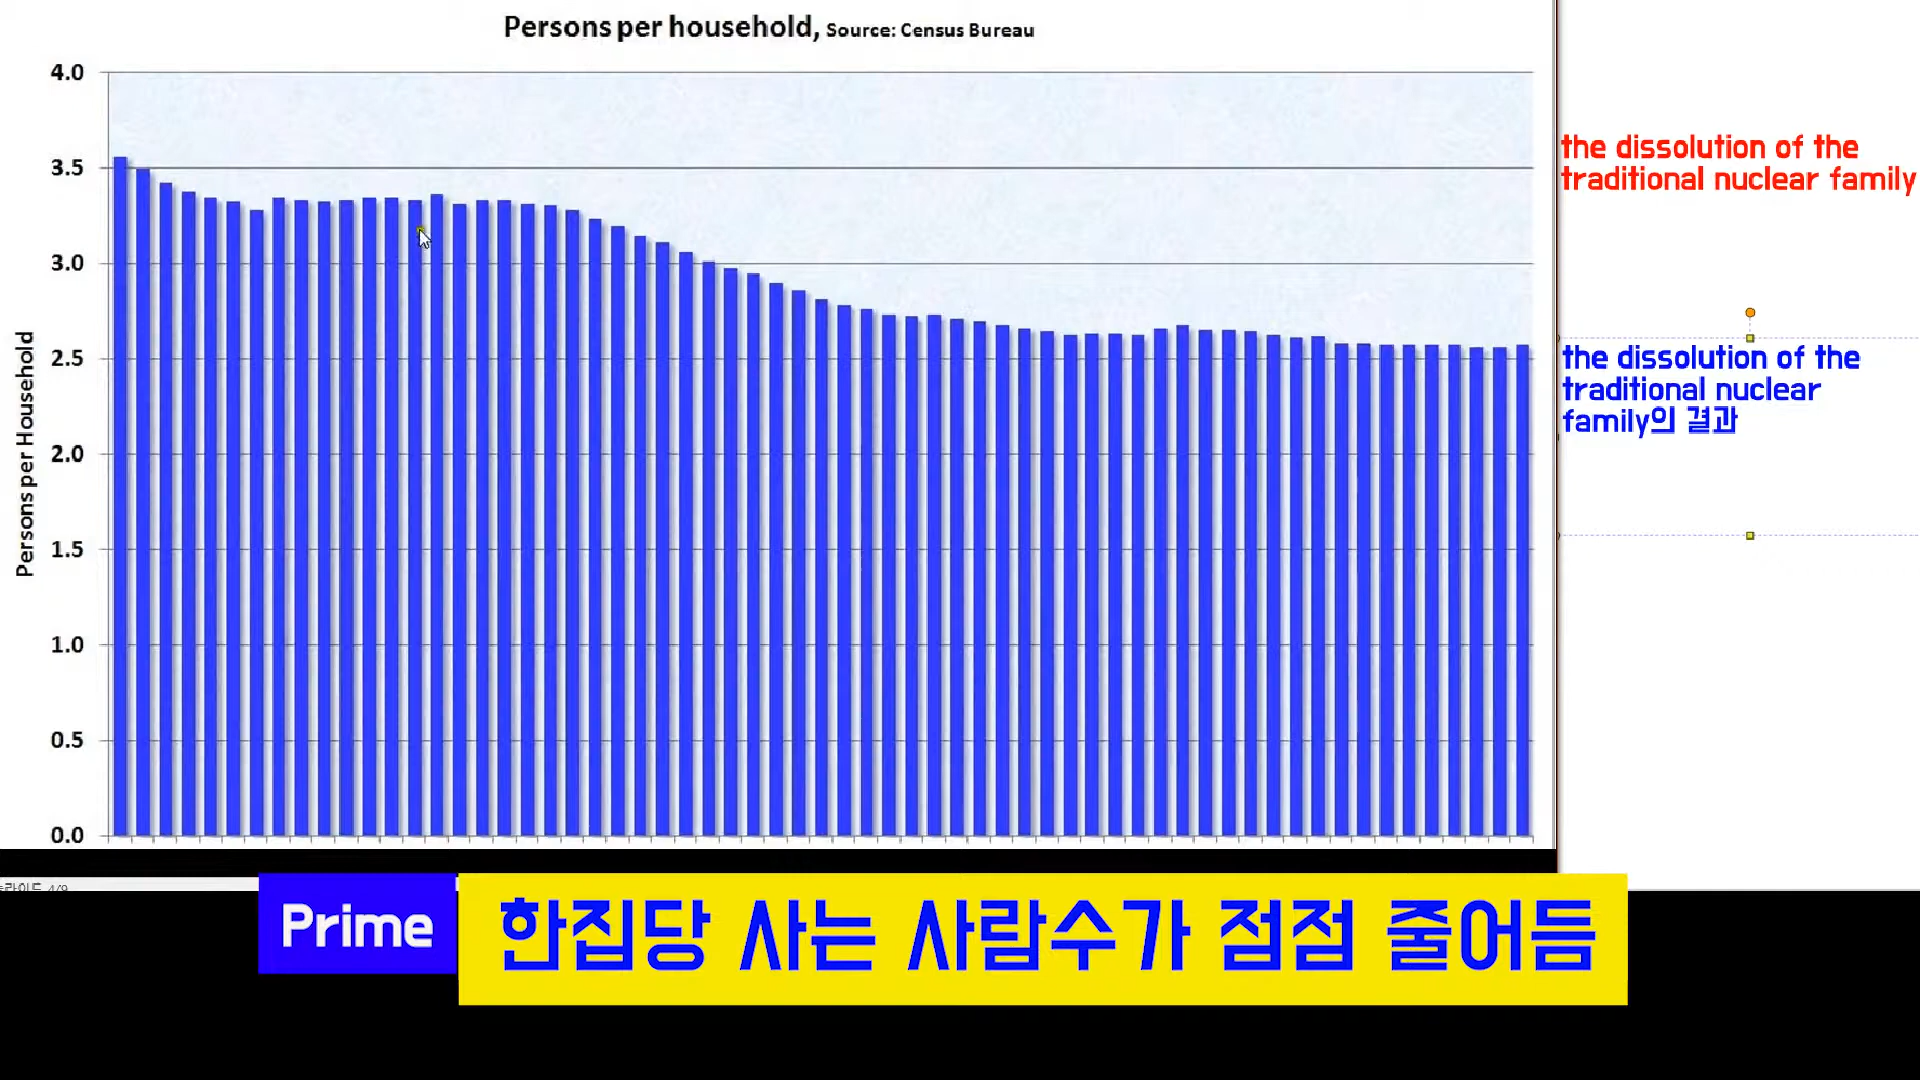 Persons per household, Source: Census Bureau
4.0
3.5
3.0
2.5
2.0
1.5
1.0
0.5
0.0
Persons per Household
the dissolution of the
traditional nuclear family
the dissolution of the
traditional nuclear
family의 결과
4/9
Prime
한집당 사는 사람수가 점점 줄어듬